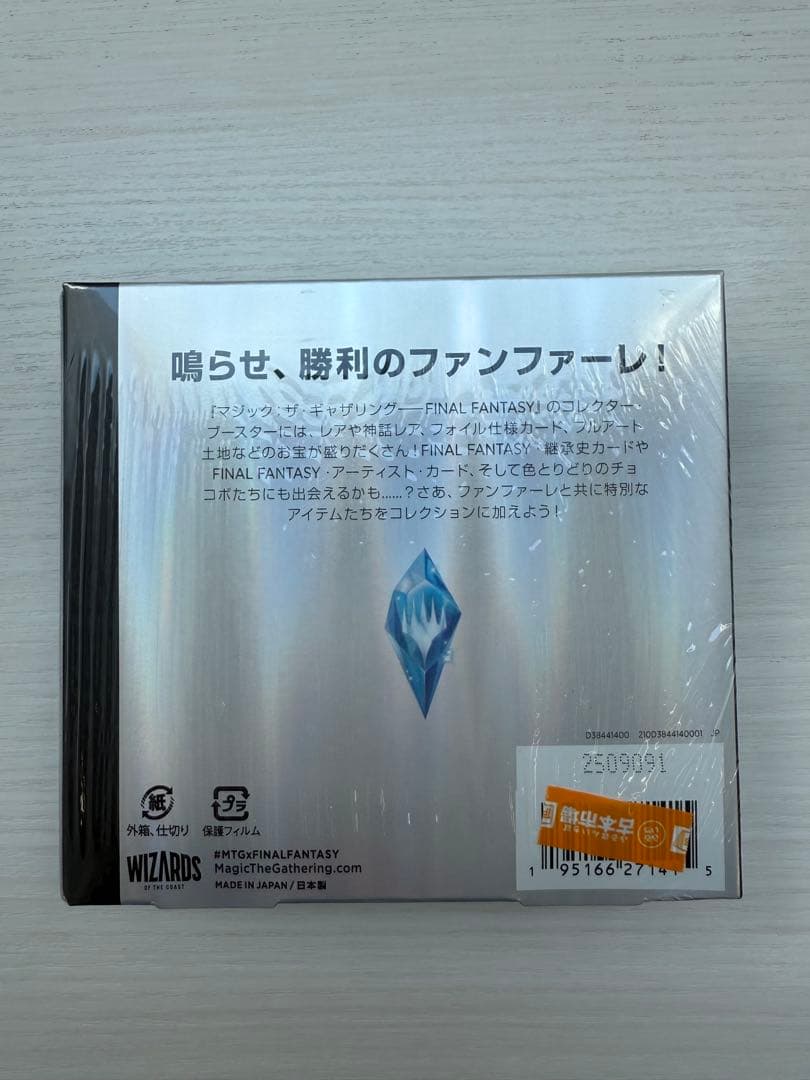 鳴らせ、勝利のファンファーレ！
『マジック：ザ・ギャザリング——FINAL FANTASY』のコレクター・
ブースターには、レアや神話レア、フォイル仕様カード、フルアート
土地などのお宝が盛りだくさん！FINAL FANTASY・継承史カードや
FINAL FANTASY・アーティスト・カード、そして色とりどりのチョ
コボたちにも出会えるかも……？さあ、ファンファーレと共に特別な
アイテムたちをコレクションに加えよう！
D38441400 210D3844140001 JP
2509091
古本市場
紙
プラ
外箱、仕切り
保護フィルム
WIZARDS
OF THE COAST
#MTGxFINALFANTASY
MagicTheGathering.com
MADE IN JAPAN / 日本製
1 95166 2714 5